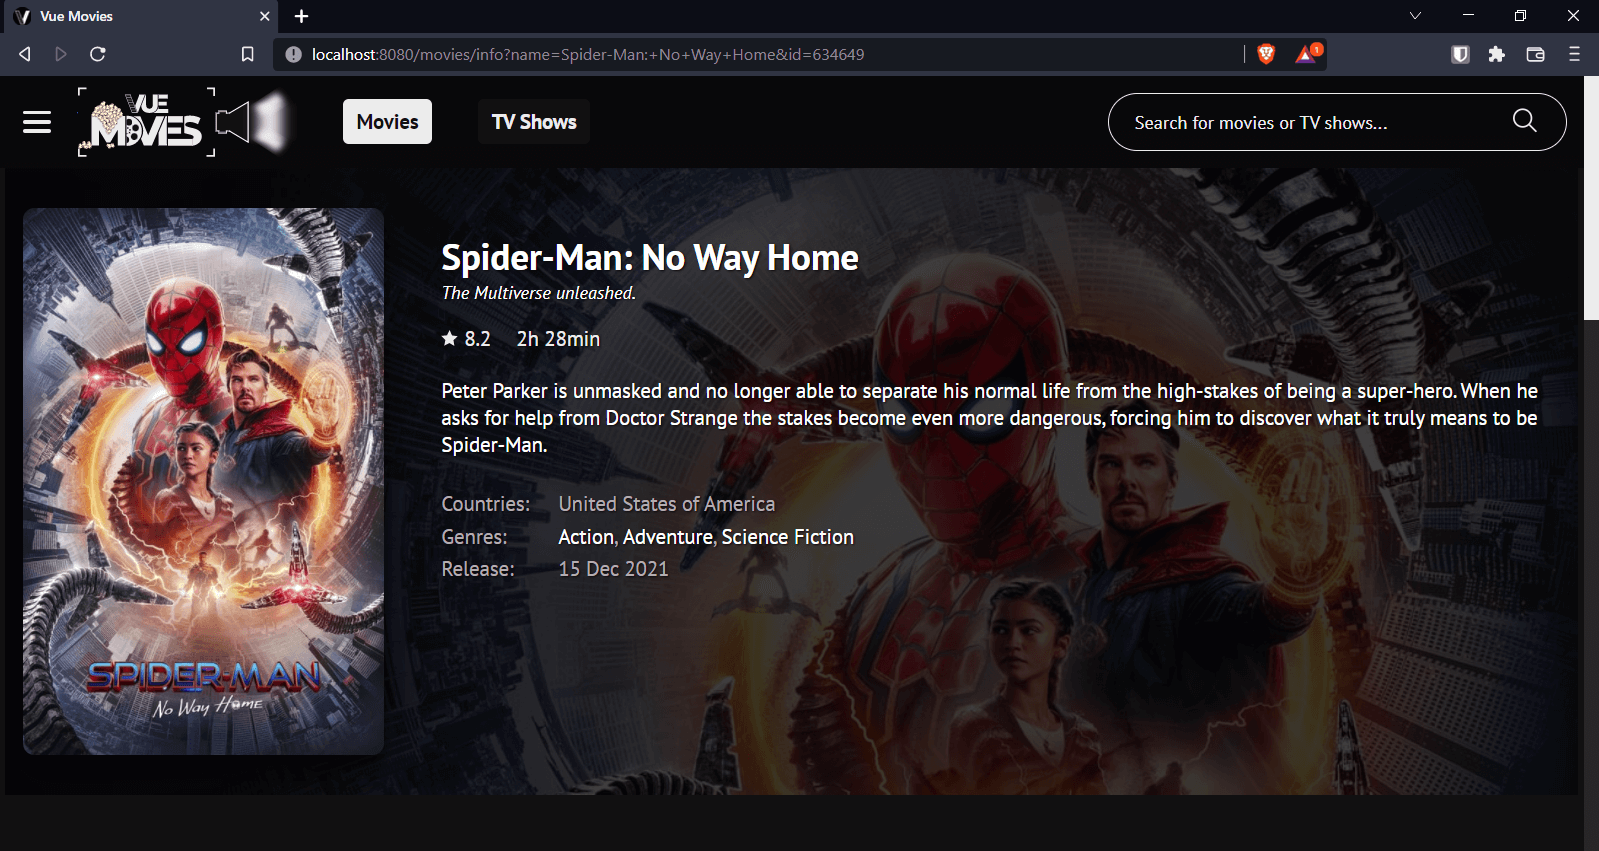 Vue Movies
localhost:8080/movies/info?name=Spider-Man:+No+Way+Home&id=634649
1
VUE
MOVIES
Movies
TV Shows
Search for movies or TV shows...
SPIDER-MAN
No Way Home
Spider-Man: No Way Home
The Multiverse unleashed.
8.2 2h 28min
Peter Parker is unmasked and no longer able to separate his normal life from the high-stakes of being a super-hero. When he
asks for help from Doctor Strange the stakes become even more dangerous, forcing him to discover what it truly means to be
Spider-Man.
Countries: United States of America
Genres: Action, Adventure, Science Fiction
Release: 15 Dec 2021